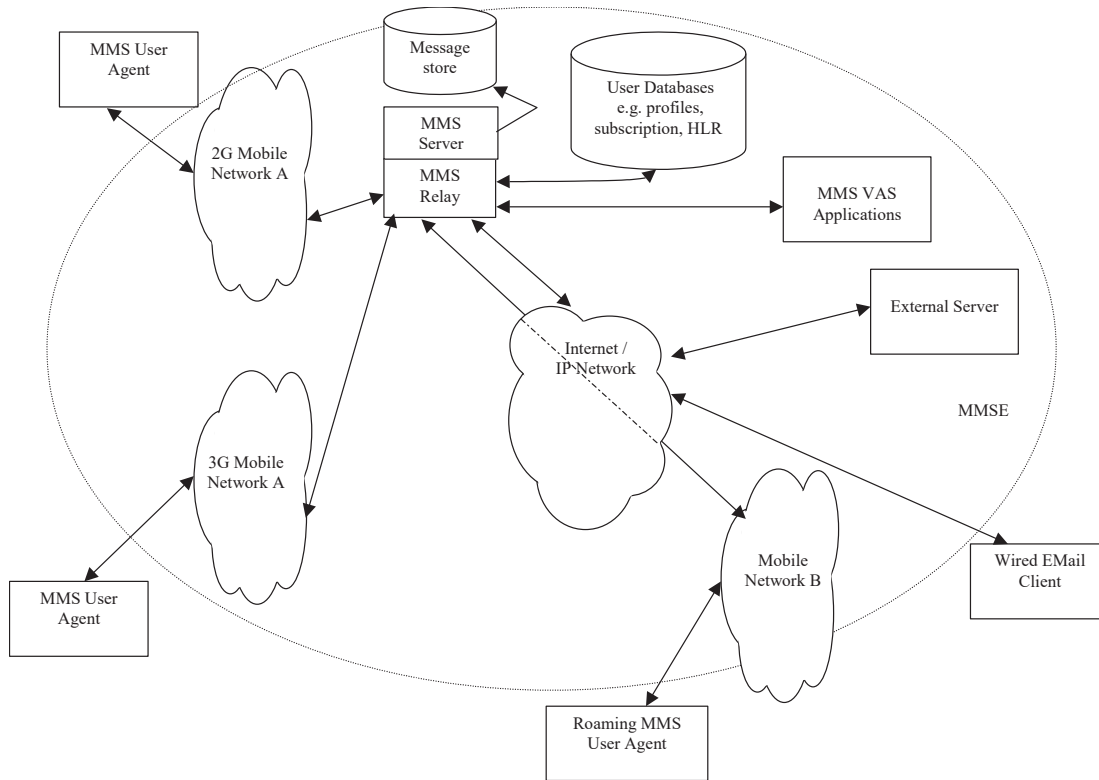 MMS User
Agent
Message
store
User Databases
e.g. profiles,
subscription, HLR
MMS
Server
MMS
Relay
2G Mobile
Network A
MMS VAS
Applications
External Server
Internet /
IP Network
MMSE
3G Mobile
Network A
MMS User
Agent
Mobile
Network B
Wired EMail
Client
Roaming MMS
User Agent